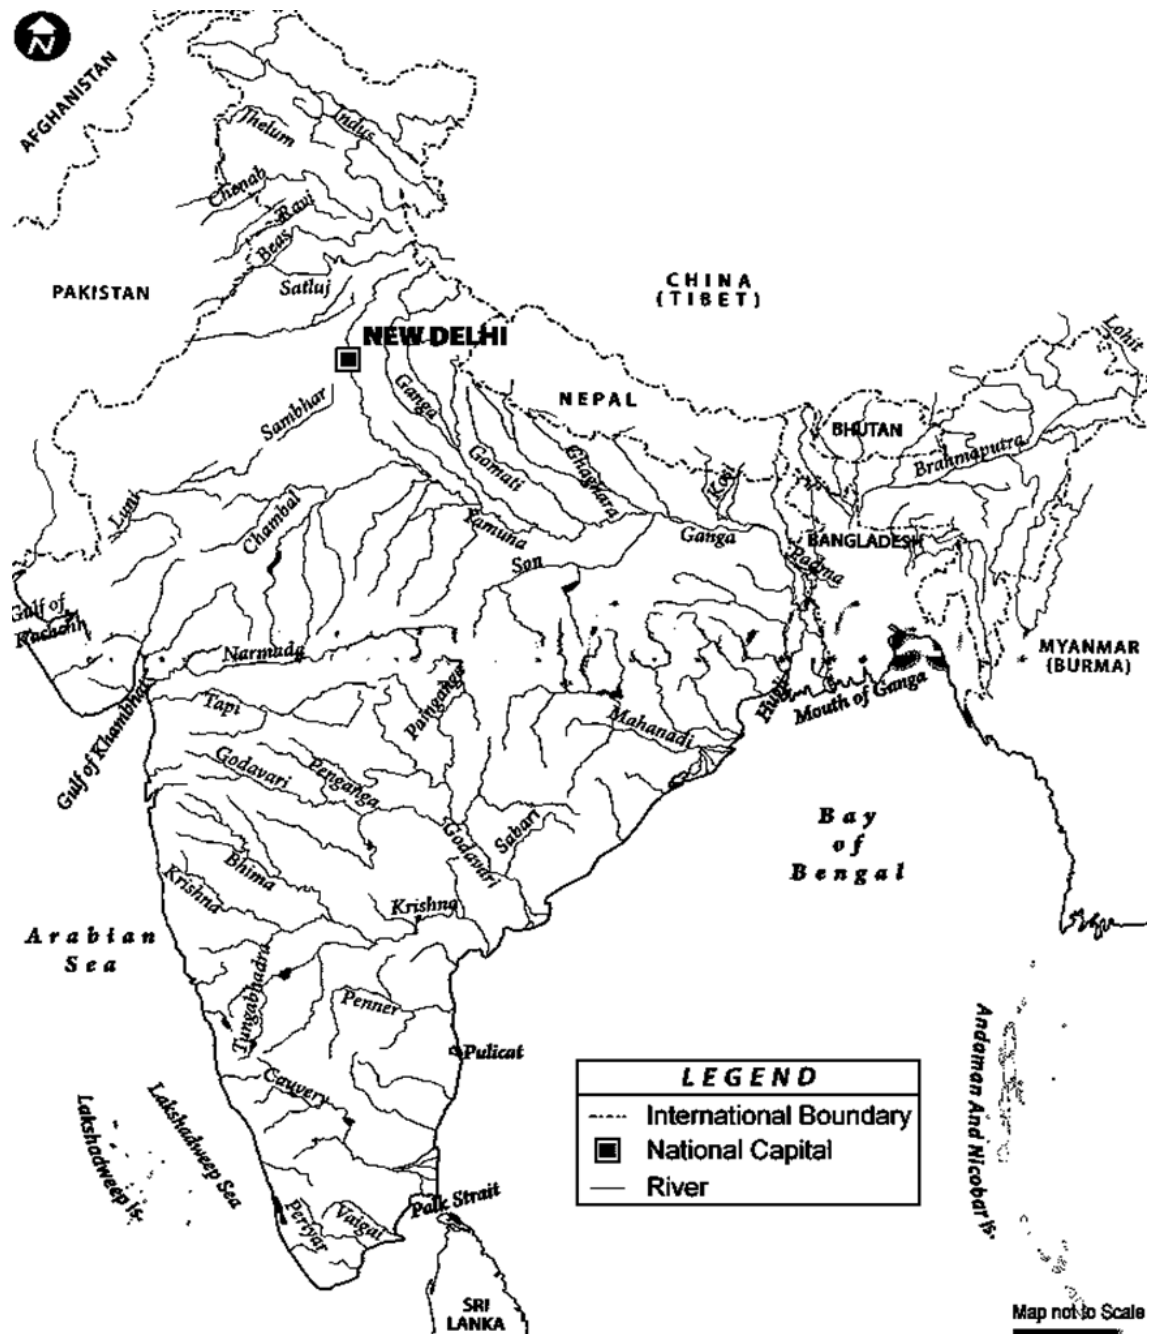 N
AFGHANISTAN
Jhelum
Indus
Chenab
Ravi
Beas
Satluj
PAKISTAN
CHINA
(TIBET)
NEW DELHI
Lohit
NEPAL
BHUTAN
Brahmaputra
Ganga
Sambhar
Gomati
Ghaghara
Kosi
Luni
Chambal
Yamuna
Ganga
BANGLADESH
Padma
Son
Gulf of
Kachchh
Narmada
MYANMAR
(BURMA)
Tapi
Painganga
Hugli
Mouth of Ganga
Gulf of Khambhat
Mahanadi
Godavari
Penganga
Godavari
Sabari
Bay
of
Bengal
Bhima
Krishna
Krishna
Arabian
Sea
Tungabhadra
Penner
Pulicat
Cauvery
Lakshadweep Is.
Lakshadweep Sea
Andaman And Nicobar Is.
LEGEND
International Boundary
National Capital
River
Periyar
Vaigai
Palk Strait
SRI
LANKA
Map not to Scale